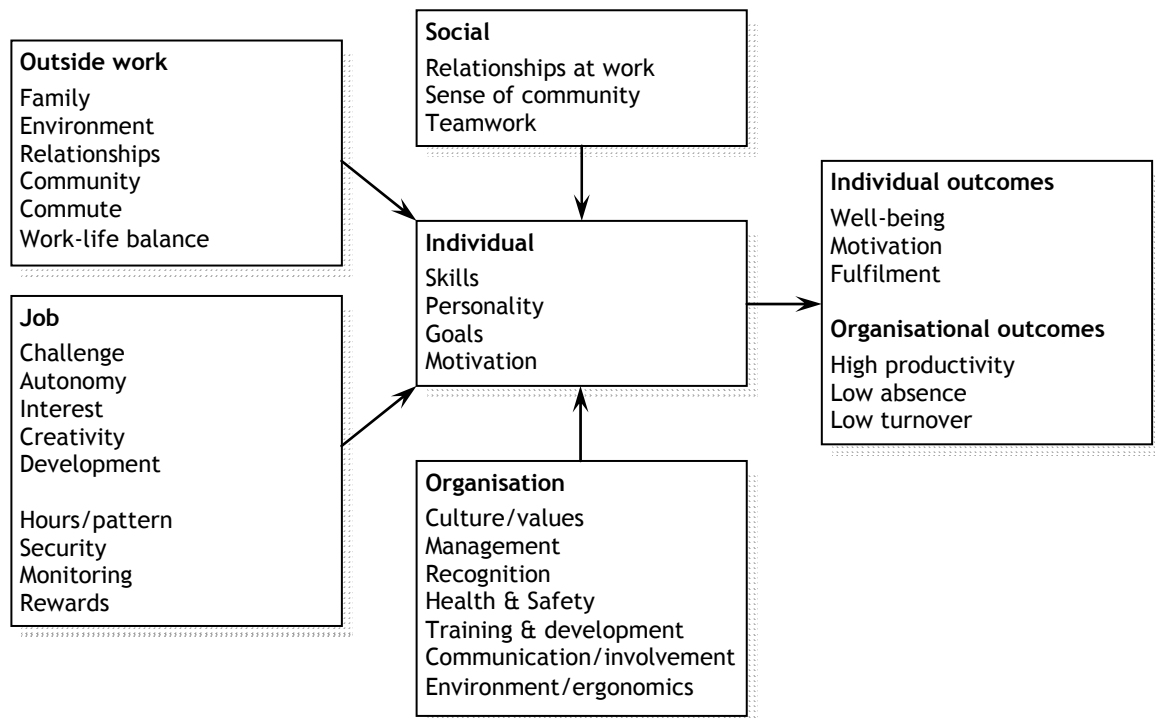 Outside work
Family
Environment
Relationships
Community
Commute
Work-life balance
Social
Relationships at work
Sense of community
Teamwork
Job
Challenge
Autonomy
Interest
Creativity
Development
Hours/pattern
Security
Monitoring
Rewards
Individual
Skills
Personality
Goals
Motivation
Organisation
Culture/values
Management
Recognition
Health & Safety
Training & development
Communication/involvement
Environment/ergonomics
Individual outcomes
Well-being
Motivation
Fulfilment
Organisational outcomes
High productivity
Low absence
Low turnover